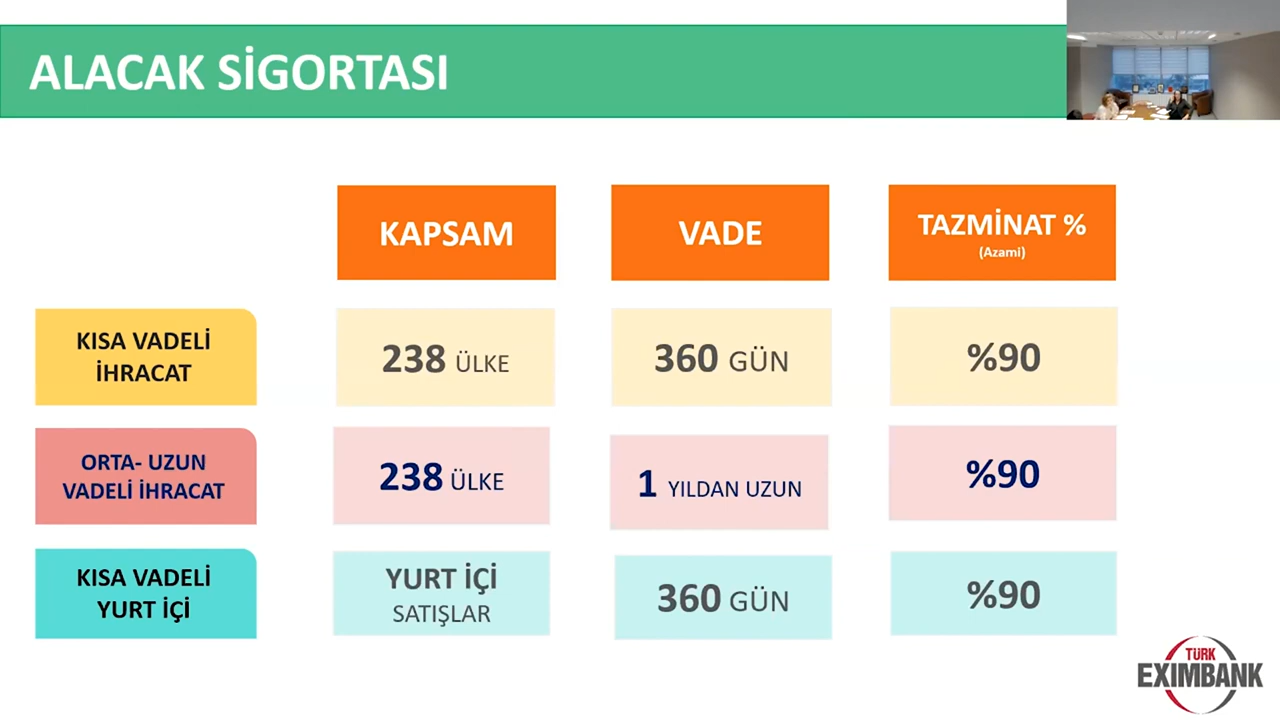 ALACAK SİGORTASI
KAPSAM
VADE
TAZMİNAT %
(Azami)
KISA VADELİ
İHRACAT
238 ÜLKE
360 GÜN
%90
ORTA- UZUN
VADELİ İHRACAT
238 ÜLKE
1 YILDAN UZUN
%90
KISA VADELİ
YURT İÇİ
YURT İÇİ
SATIŞLAR
360 GÜN
%90
TÜRK
EXIMBANK